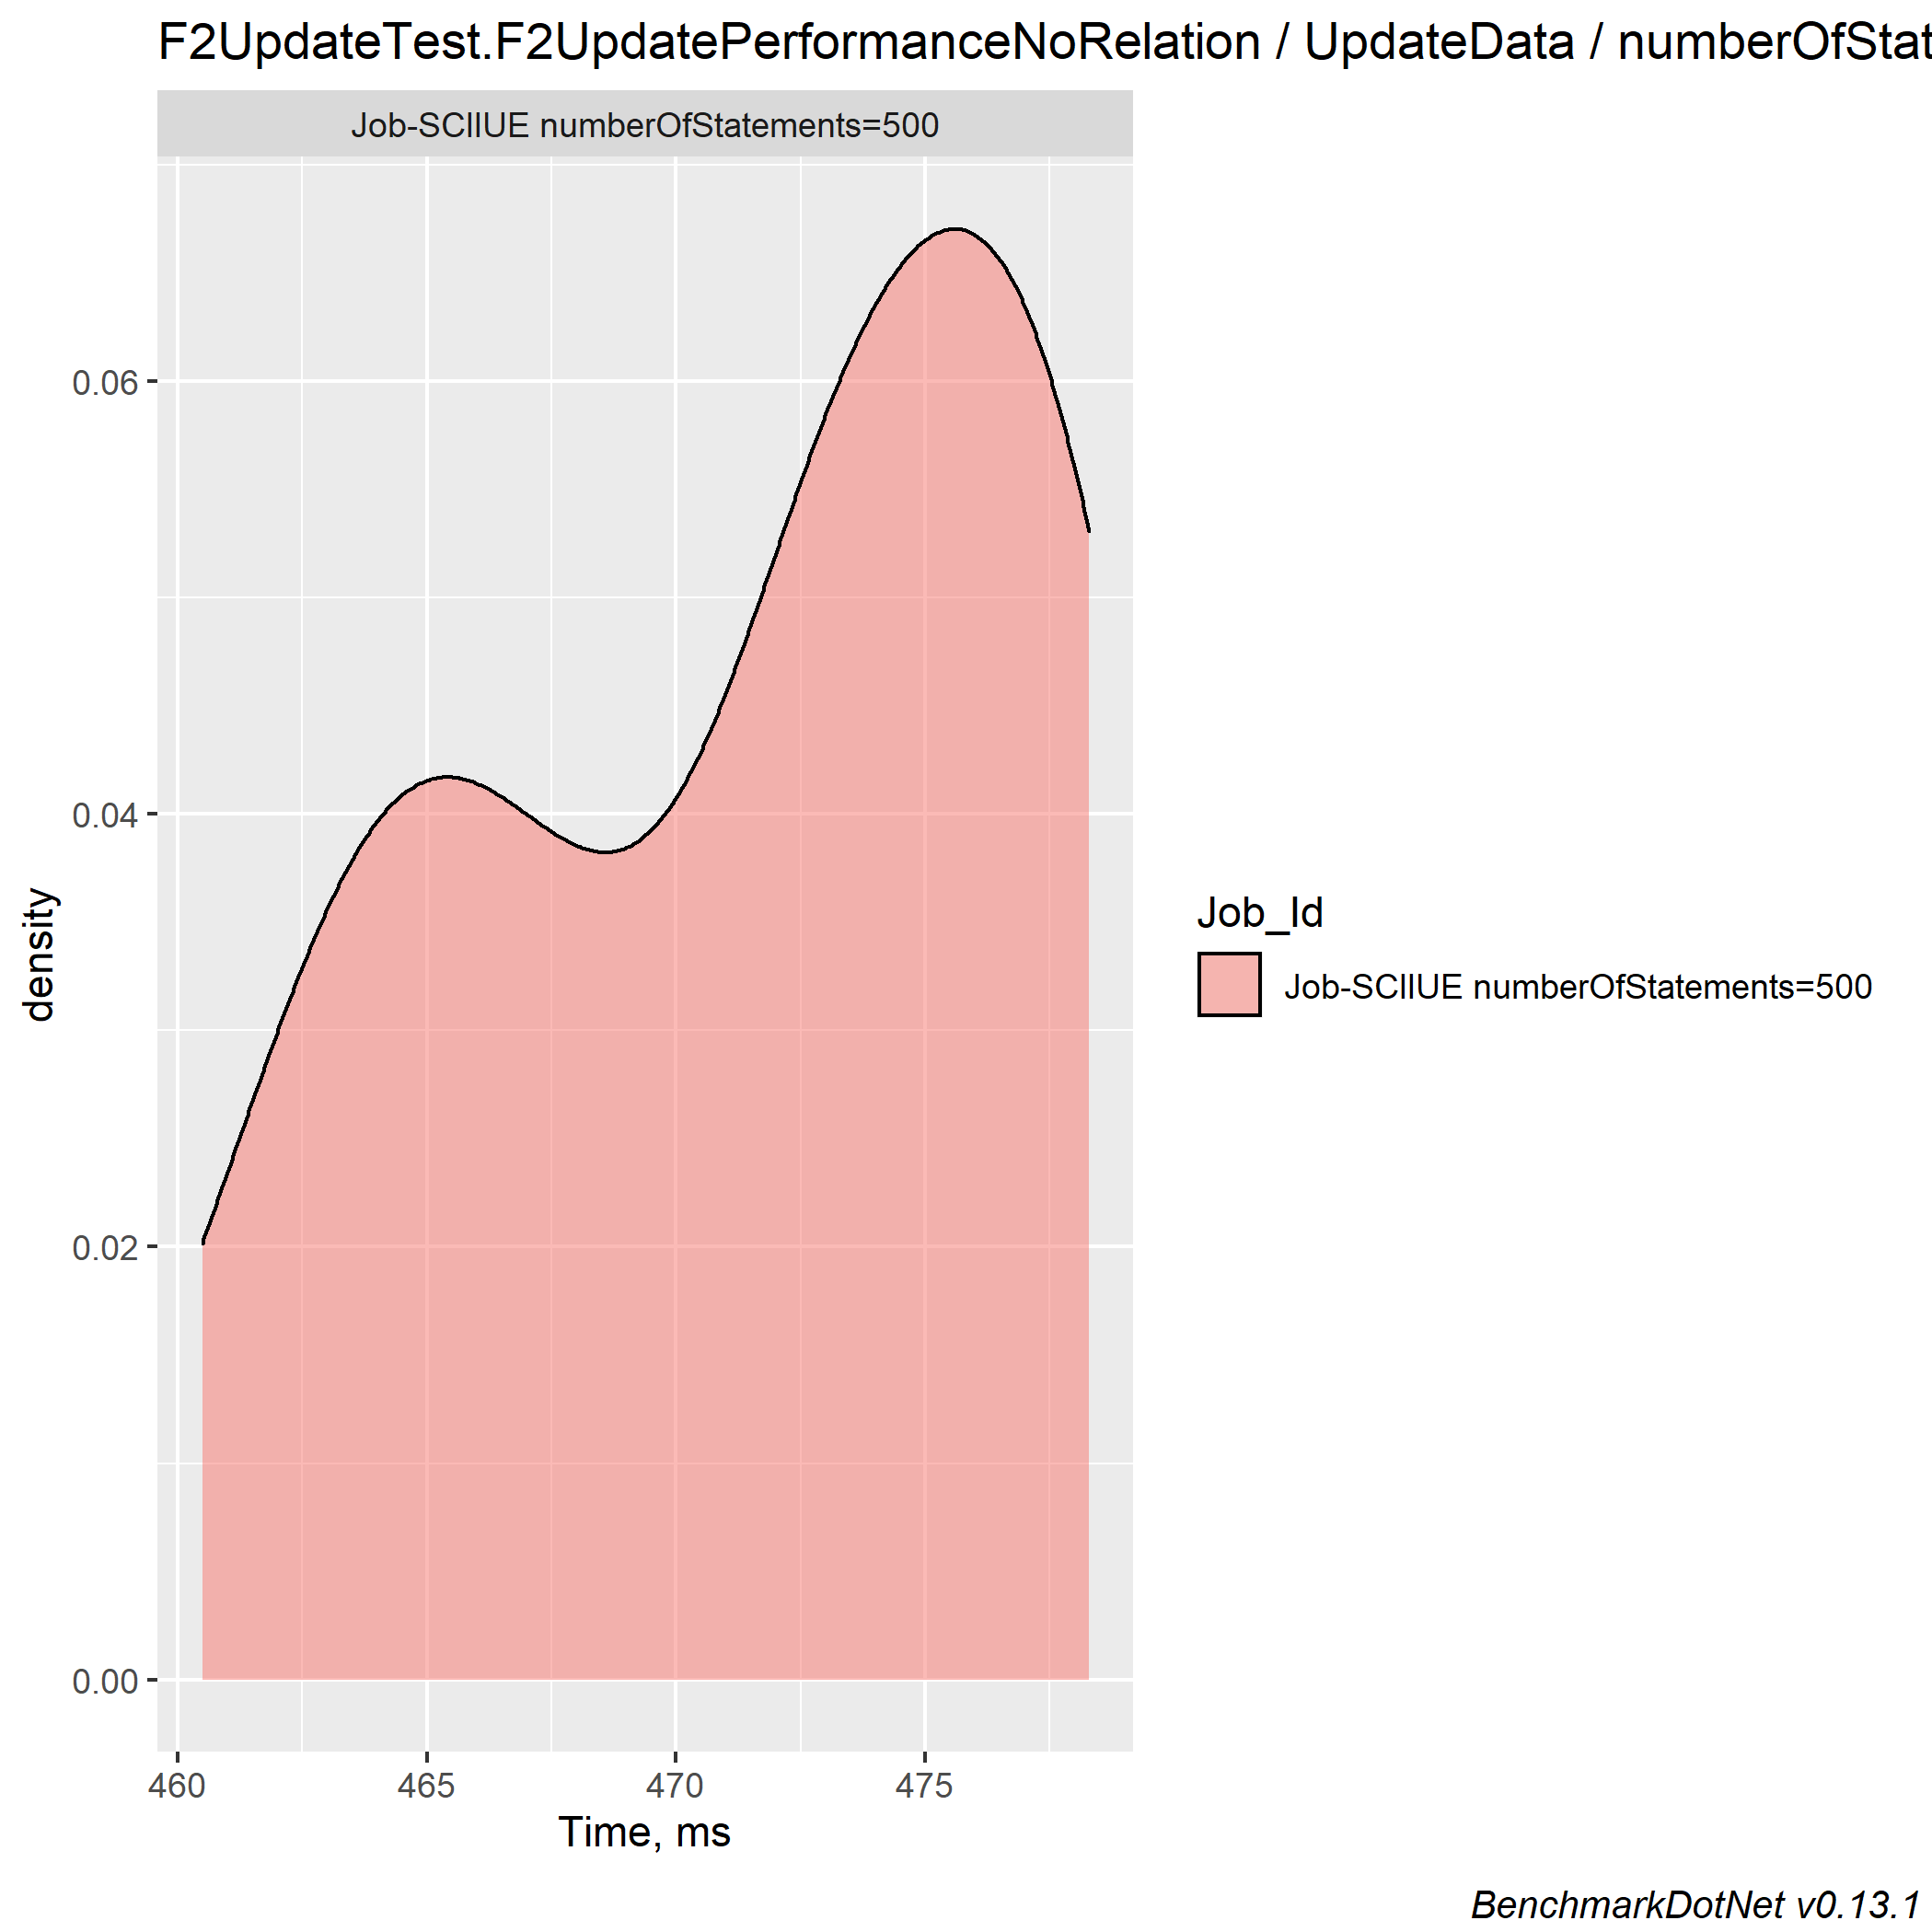 F2UpdateTest.F2UpdatePerformanceNoRelation / UpdateData / numberOfStat
Job-SCIIUE numberOfStatements=500
0.06
0.04
0.02
0.00
density
460 465 470 475
Time, ms
Job_Id
Job-SCIIUE numberOfStatements=500
BenchmarkDotNet v0.13.1